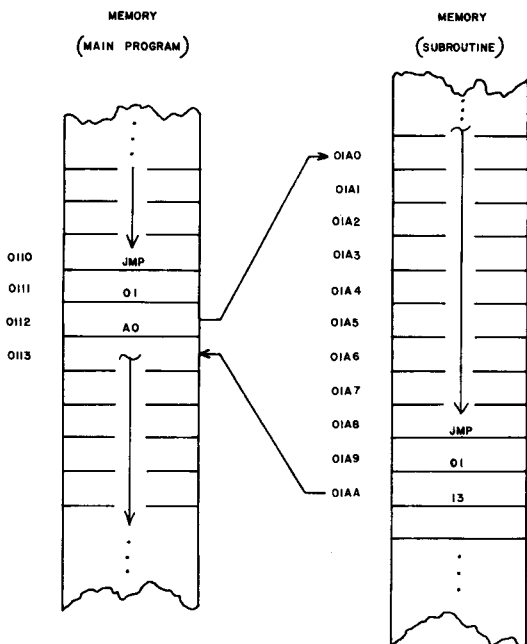 MEMORY
(MAIN PROGRAM)
0110 JMP
0111 01
0112 A0
0113
MEMORY
(SUBROUTINE)
01A0
01A1
01A2
01A3
01A4
01A5
01A6
01A7
01A8 JMP
01A9 01
01AA 13